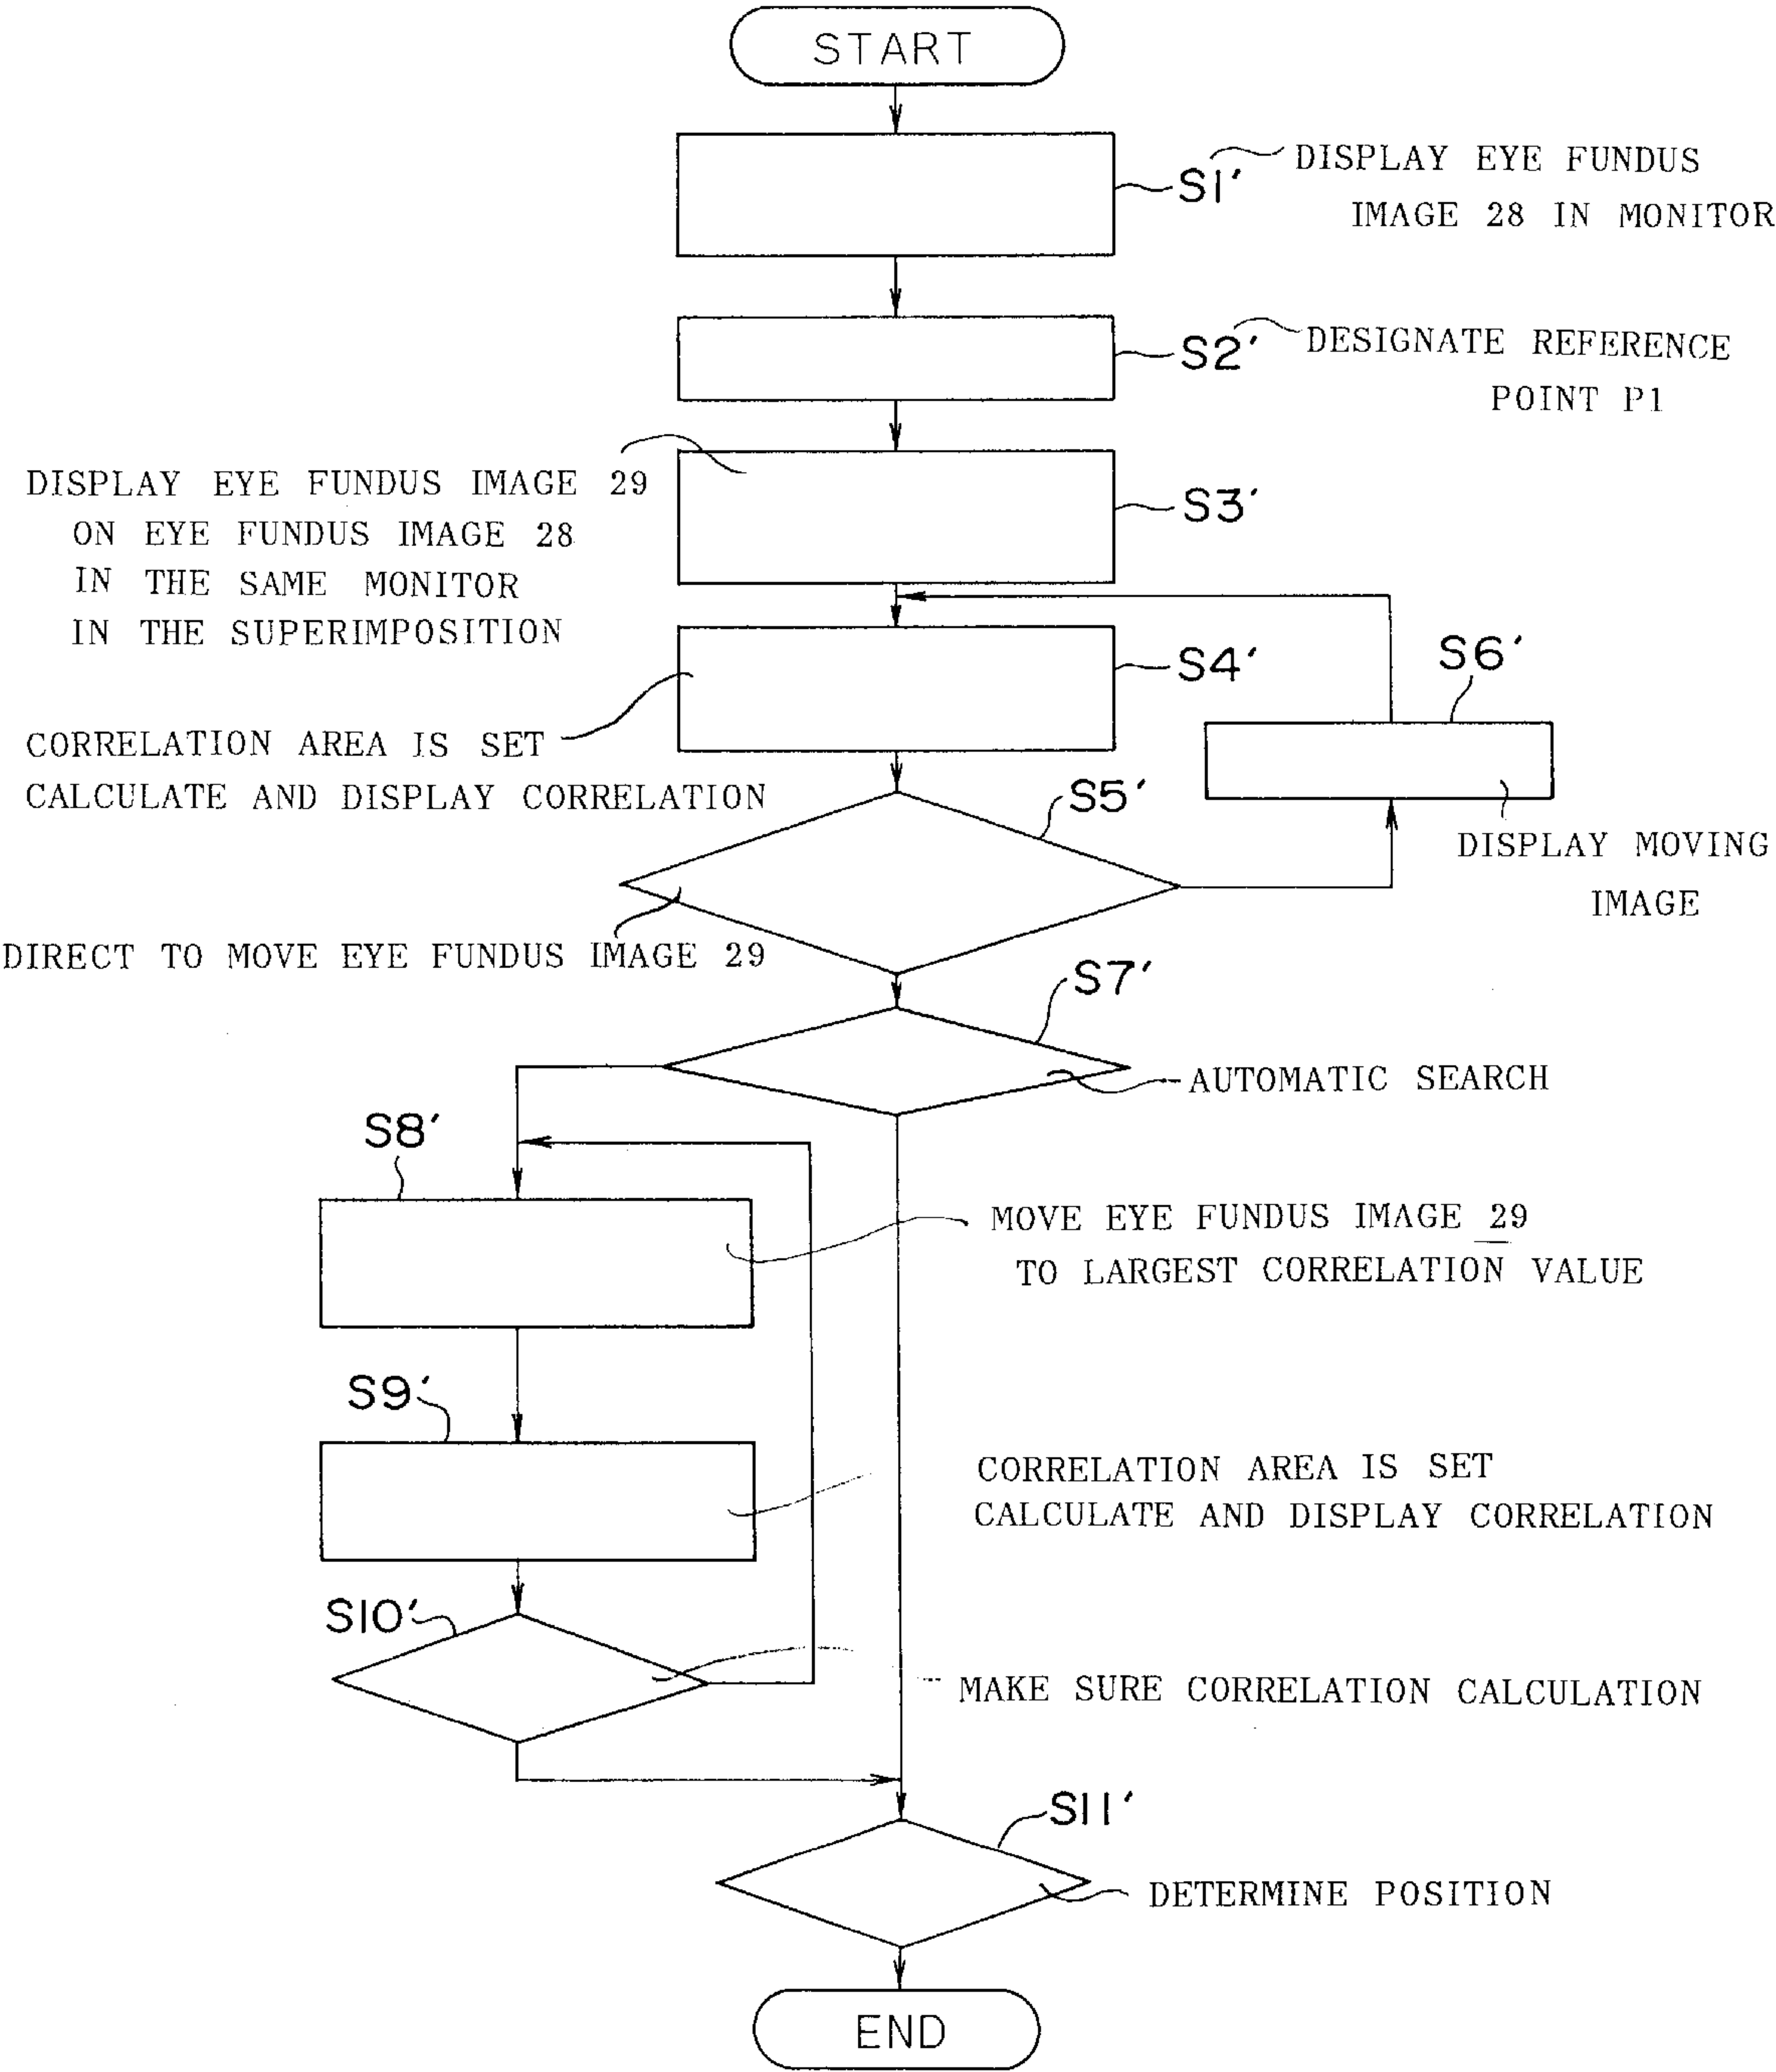 START
S1′
DISPLAY EYE FUNDUS
IMAGE 28 IN MONITOR
S2′
DESIGNATE REFERENCE
POINT P1
DISPLAY EYE FUNDUS IMAGE 29
ON EYE FUNDUS IMAGE 28
IN THE SAME MONITOR
IN THE SUPERIMPOSITION
S3′
S4′
CORRELATION AREA IS SET
CALCULATE AND DISPLAY CORRELATION
S6′
DISPLAY MOVING
IMAGE
S5′
DIRECT TO MOVE EYE FUNDUS IMAGE 29
S7′
AUTOMATIC SEARCH
S8′
MOVE EYE FUNDUS IMAGE 29
TO LARGEST CORRELATION VALUE
S9′
CORRELATION AREA IS SET
CALCULATE AND DISPLAY CORRELATION
S10′
MAKE SURE CORRELATION CALCULATION
S11′
DETERMINE POSITION
END